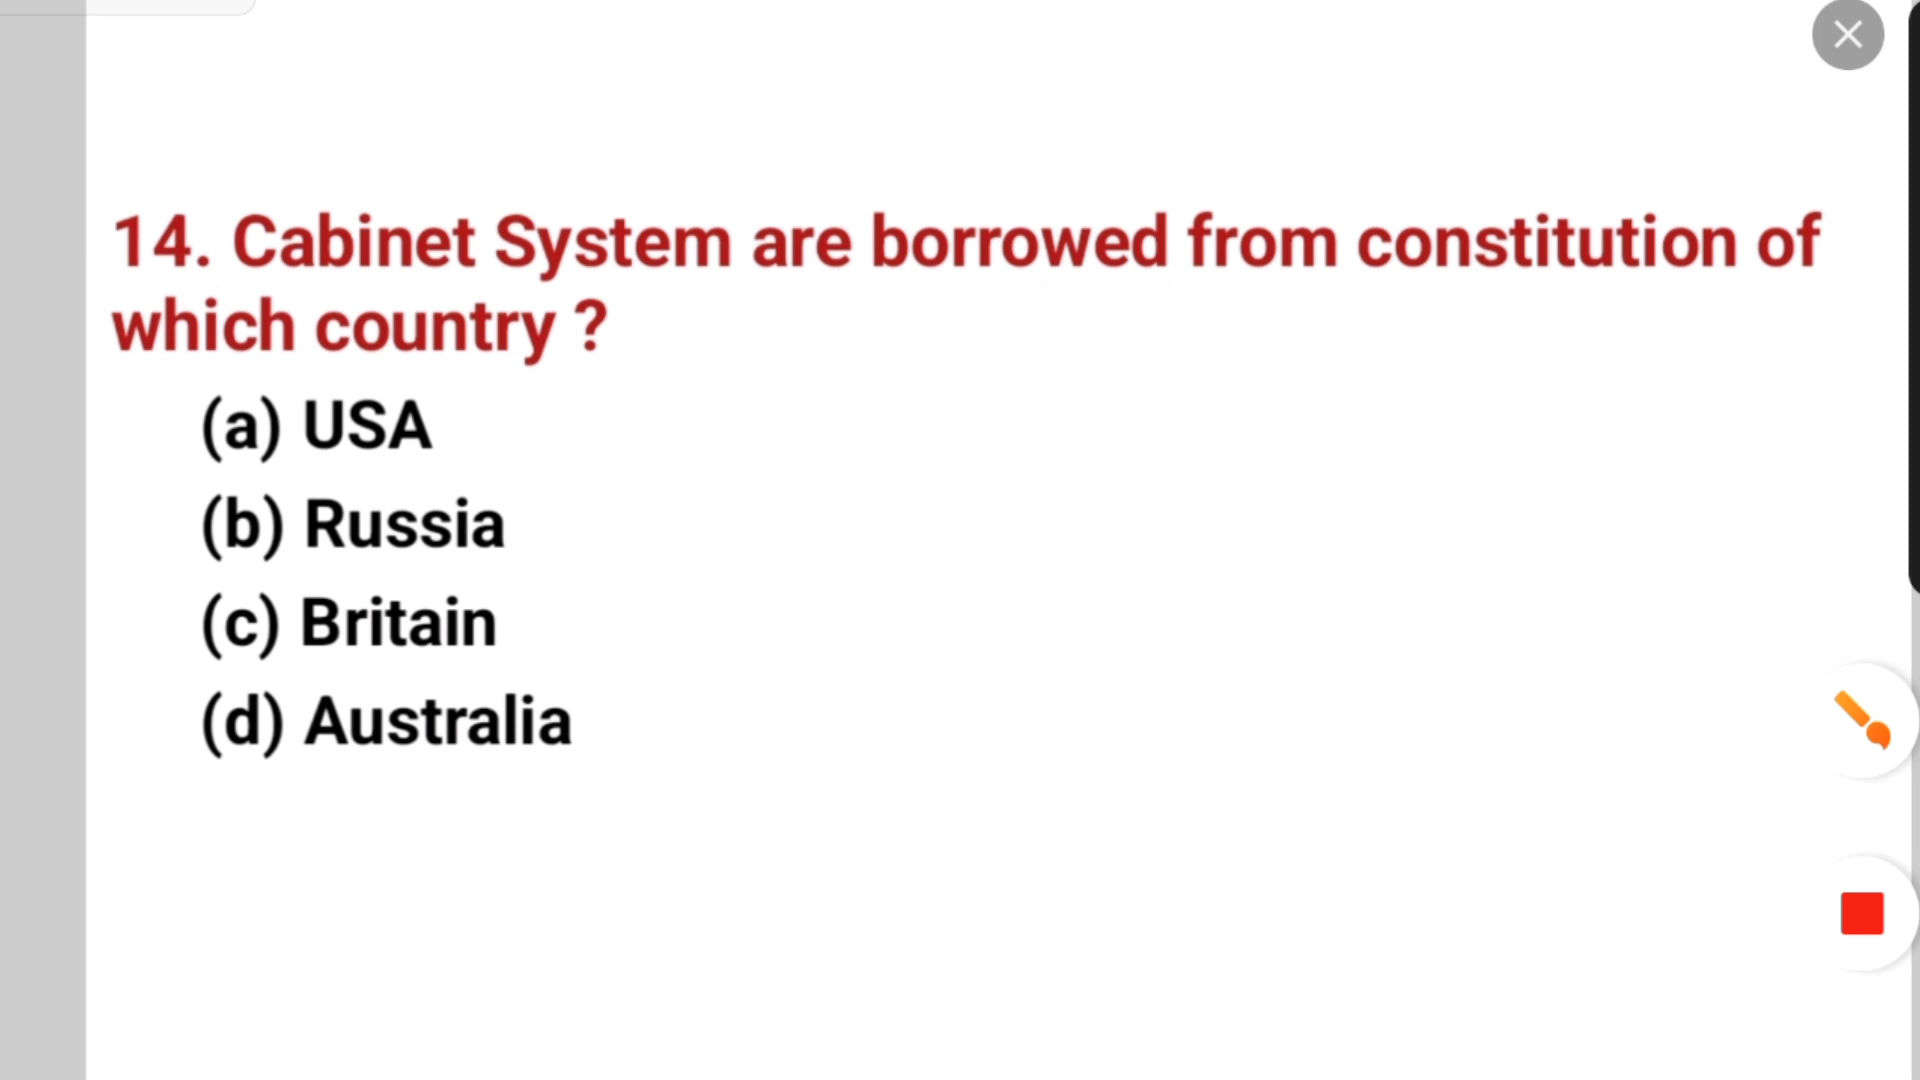 14. Cabinet System are borrowed from constitution of
which country ?
(a) USA
(b) Russia
(c) Britain
(d) Australia